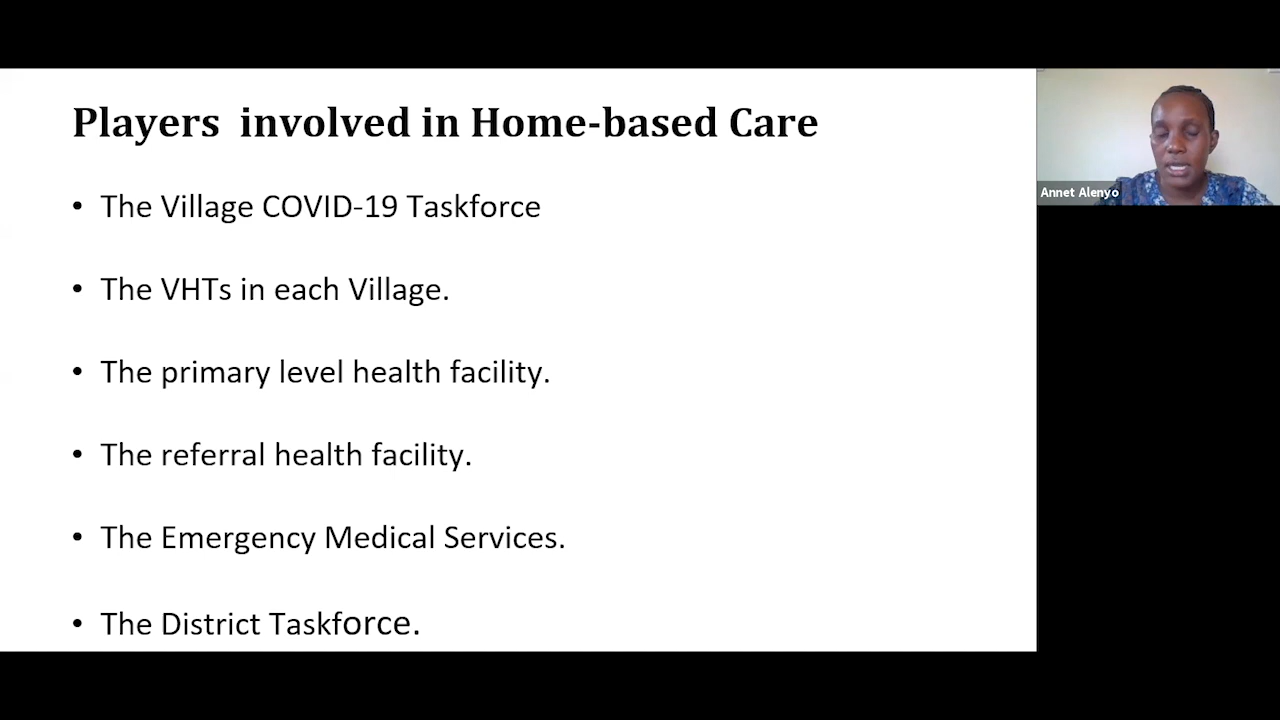 Players involved in Home-based Care
• The Village COVID-19 Taskforce
• The VHTs in each Village.
• The primary level health facility.
• The referral health facility.
• The Emergency Medical Services.
• The District Taskforce.
Annet Alenyo